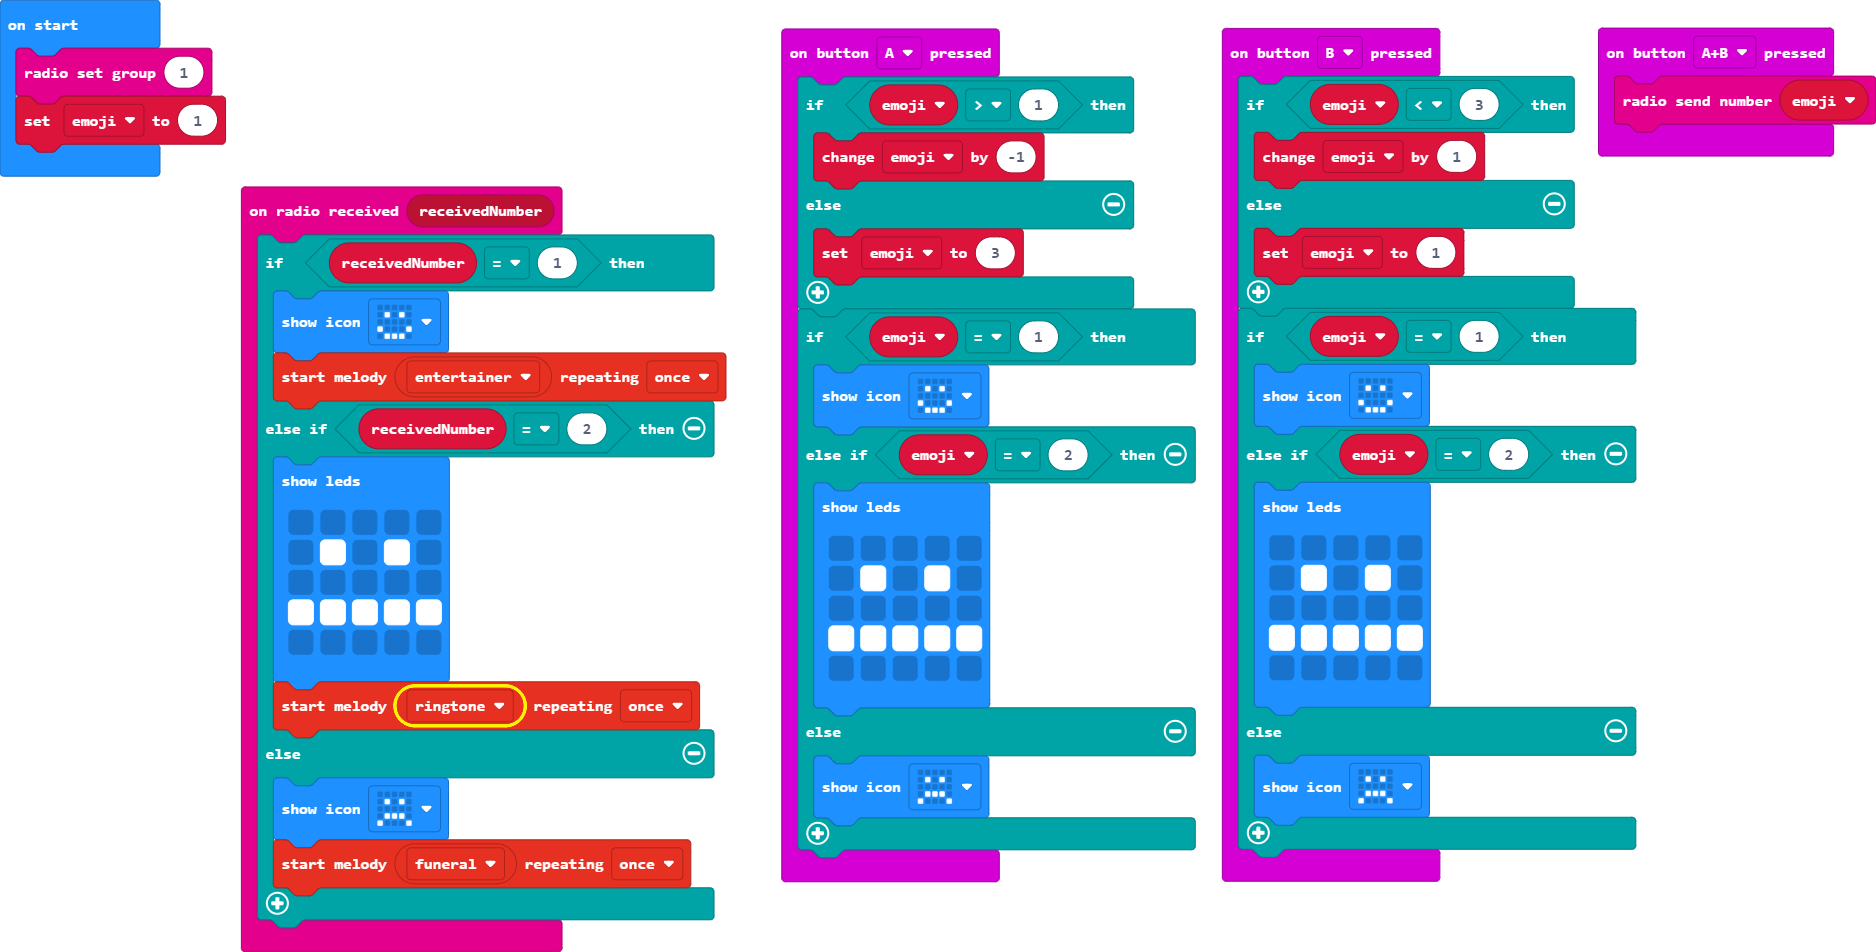 on start
radio set group 1
set emoji to 1
on radio received receivedNumber
if receivedNumber = 1 then
show icon
start melody entertainer repeating once
else if receivedNumber = 2 then
show leds
start melody ringtone repeating once
else
show icon
start melody funeral repeating once
on button A pressed
if emoji > 1 then
change emoji by -1
else
set emoji to 3
if emoji = 1 then
show icon
else if emoji = 2 then
show leds
else
show icon
on button B pressed
if emoji < 3 then
change emoji by 1
else
set emoji to 1
if emoji = 1 then
show icon
else if emoji = 2 then
show leds
else
show icon
on button A+B pressed
radio send number emoji